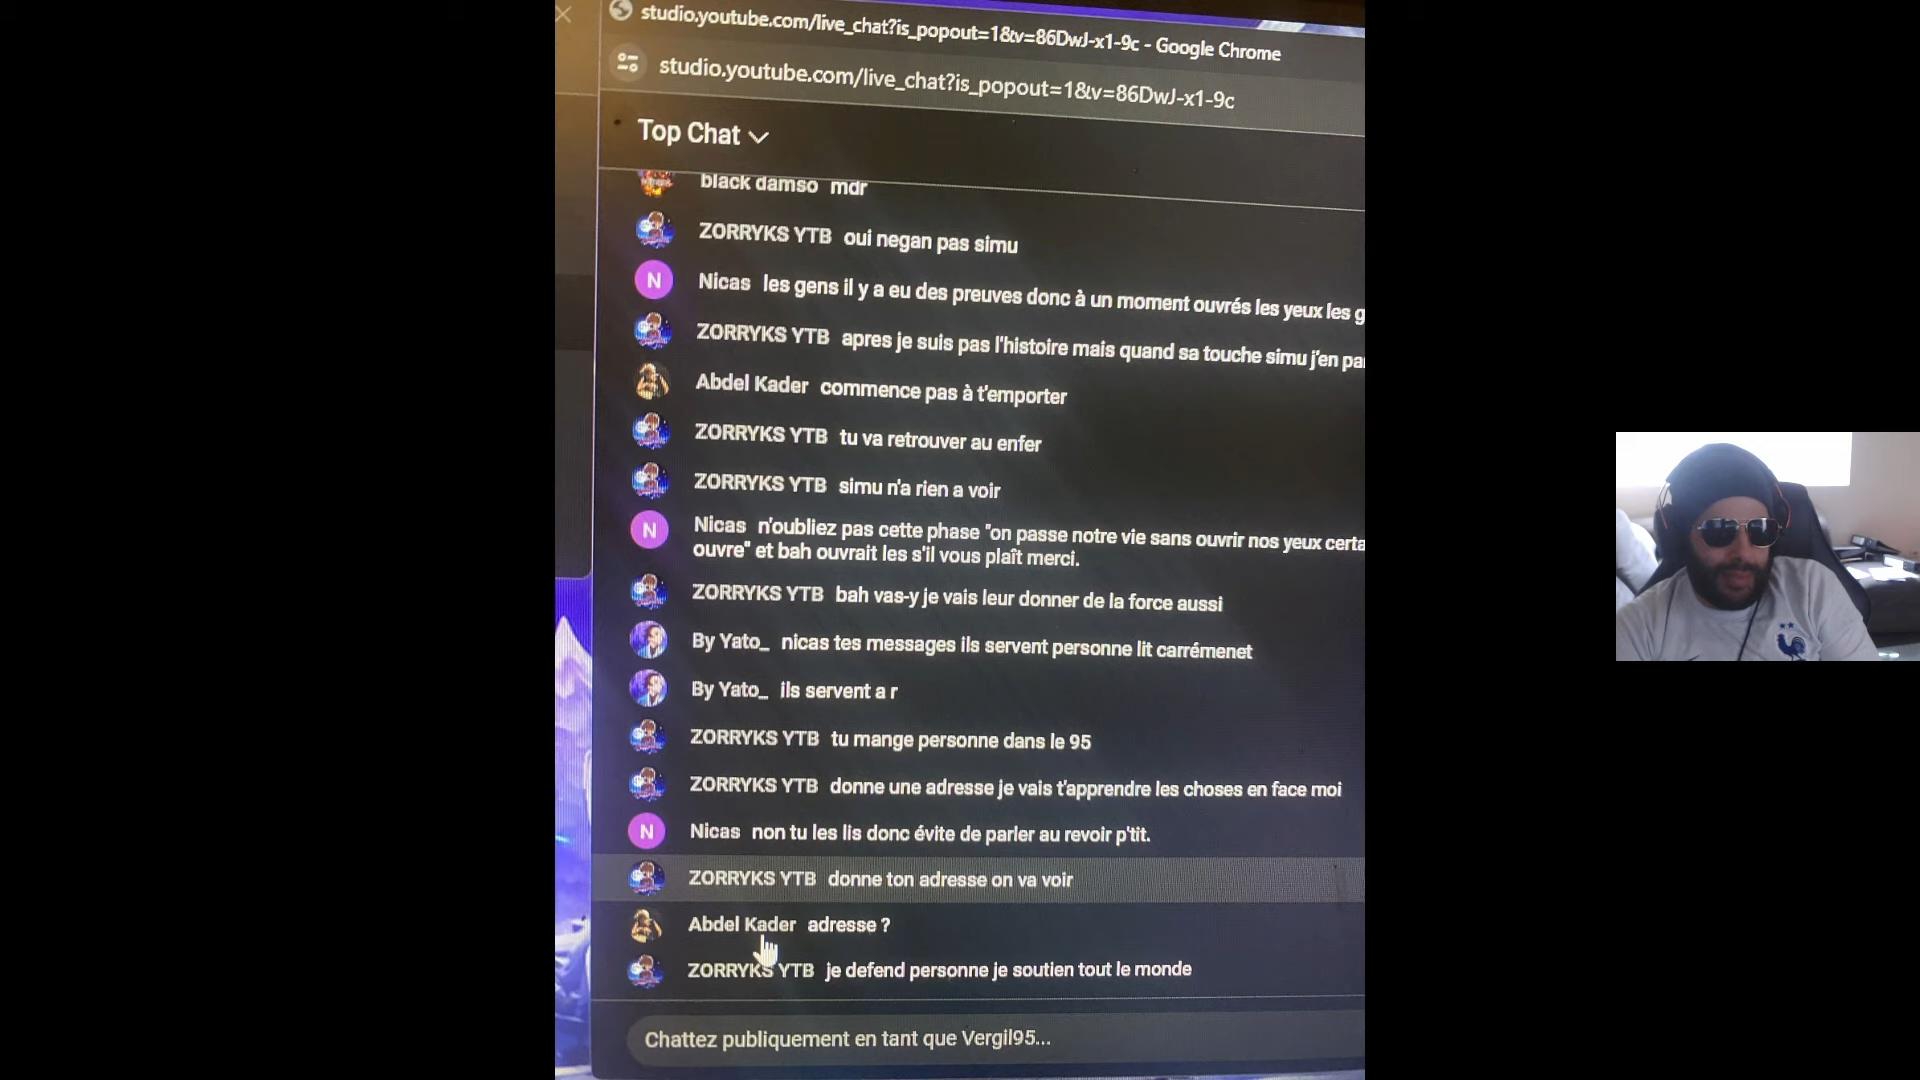 studio.youtube.com/live_chat?is_popout=1&v=86DwJ-x1-9c - Google Chrome
studio.youtube.com/live_chat?is_popout=1&v=86DwJ-x1-9c
Top Chat
black damso mdr
ZORRYKS YTB oui negan pas simu
N Nicas les gens il y a eu des preuves donc à un moment ouvrés les yeux les g
ZORRYKS YTB apres je suis pas l'histoire mais quand sa touche simu j'en pa
Abdel Kader commence pas à t'emporter
ZORRYKS YTB tu va retrouver au enfer
ZORRYKS YTB simu n'a rien a voir
N Nicas n'oubliez pas cette phase "on passe notre vie sans ouvrir nos yeux certa
ouvre" et bah ouvrait les s'il vous plaît merci.
ZORRYKS YTB bah vas-y je vais leur donner de la force aussi
By Yato_ nicas tes messages ils servent personne lit carrémenet
By Yato_ ils servent a r
ZORRYKS YTB tu mange personne dans le 95
ZORRYKS YTB donne une adresse je vais t'apprendre les choses en face moi
N Nicas non tu les lis donc évite de parler au revoir p'tit.
ZORRYKS YTB donne ton adresse on va voir
Abdel Kader adresse ?
ZORRYKS YTB je defend personne je soutien tout le monde
Chattez publiquement en tant que Vergil95...